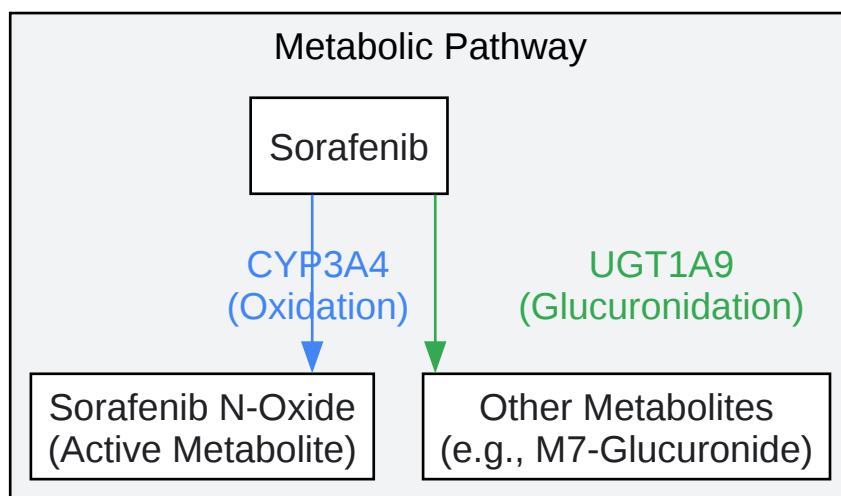 Metabolic Pathway
Sorafenib
CYP3A4
(Oxidation)
UGT1A9
(Glucuronidation)
Sorafenib N-Oxide
(Active Metabolite)
Other Metabolites
(e.g., M7-Glucuronide)